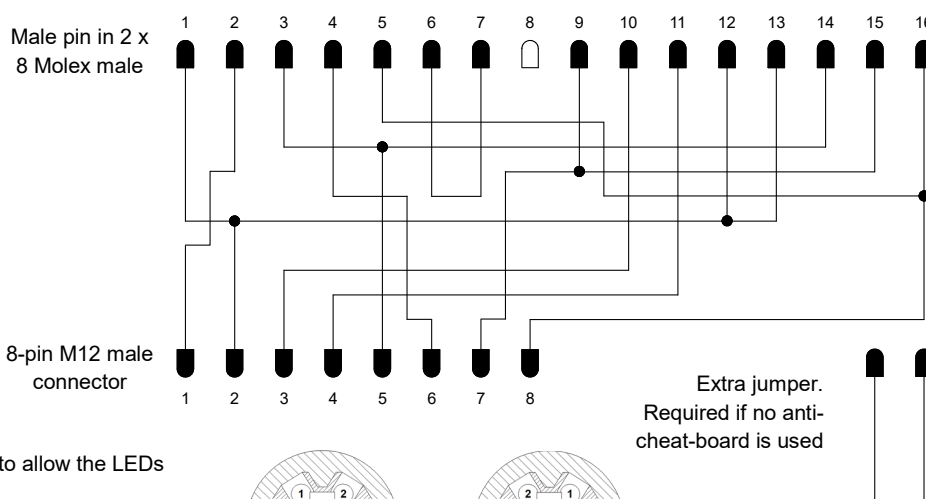 1 2 3 4 5 6 7 8 9 10 11 12 13 14 15 16
Male pin in 2 x
8 Molex male
8-pin M12 male
connector
1 2 3 4 5 6 7 8
Extra jumper.
Required if no anti-
cheat-board is used
to allow the LEDs
1 2 2 1